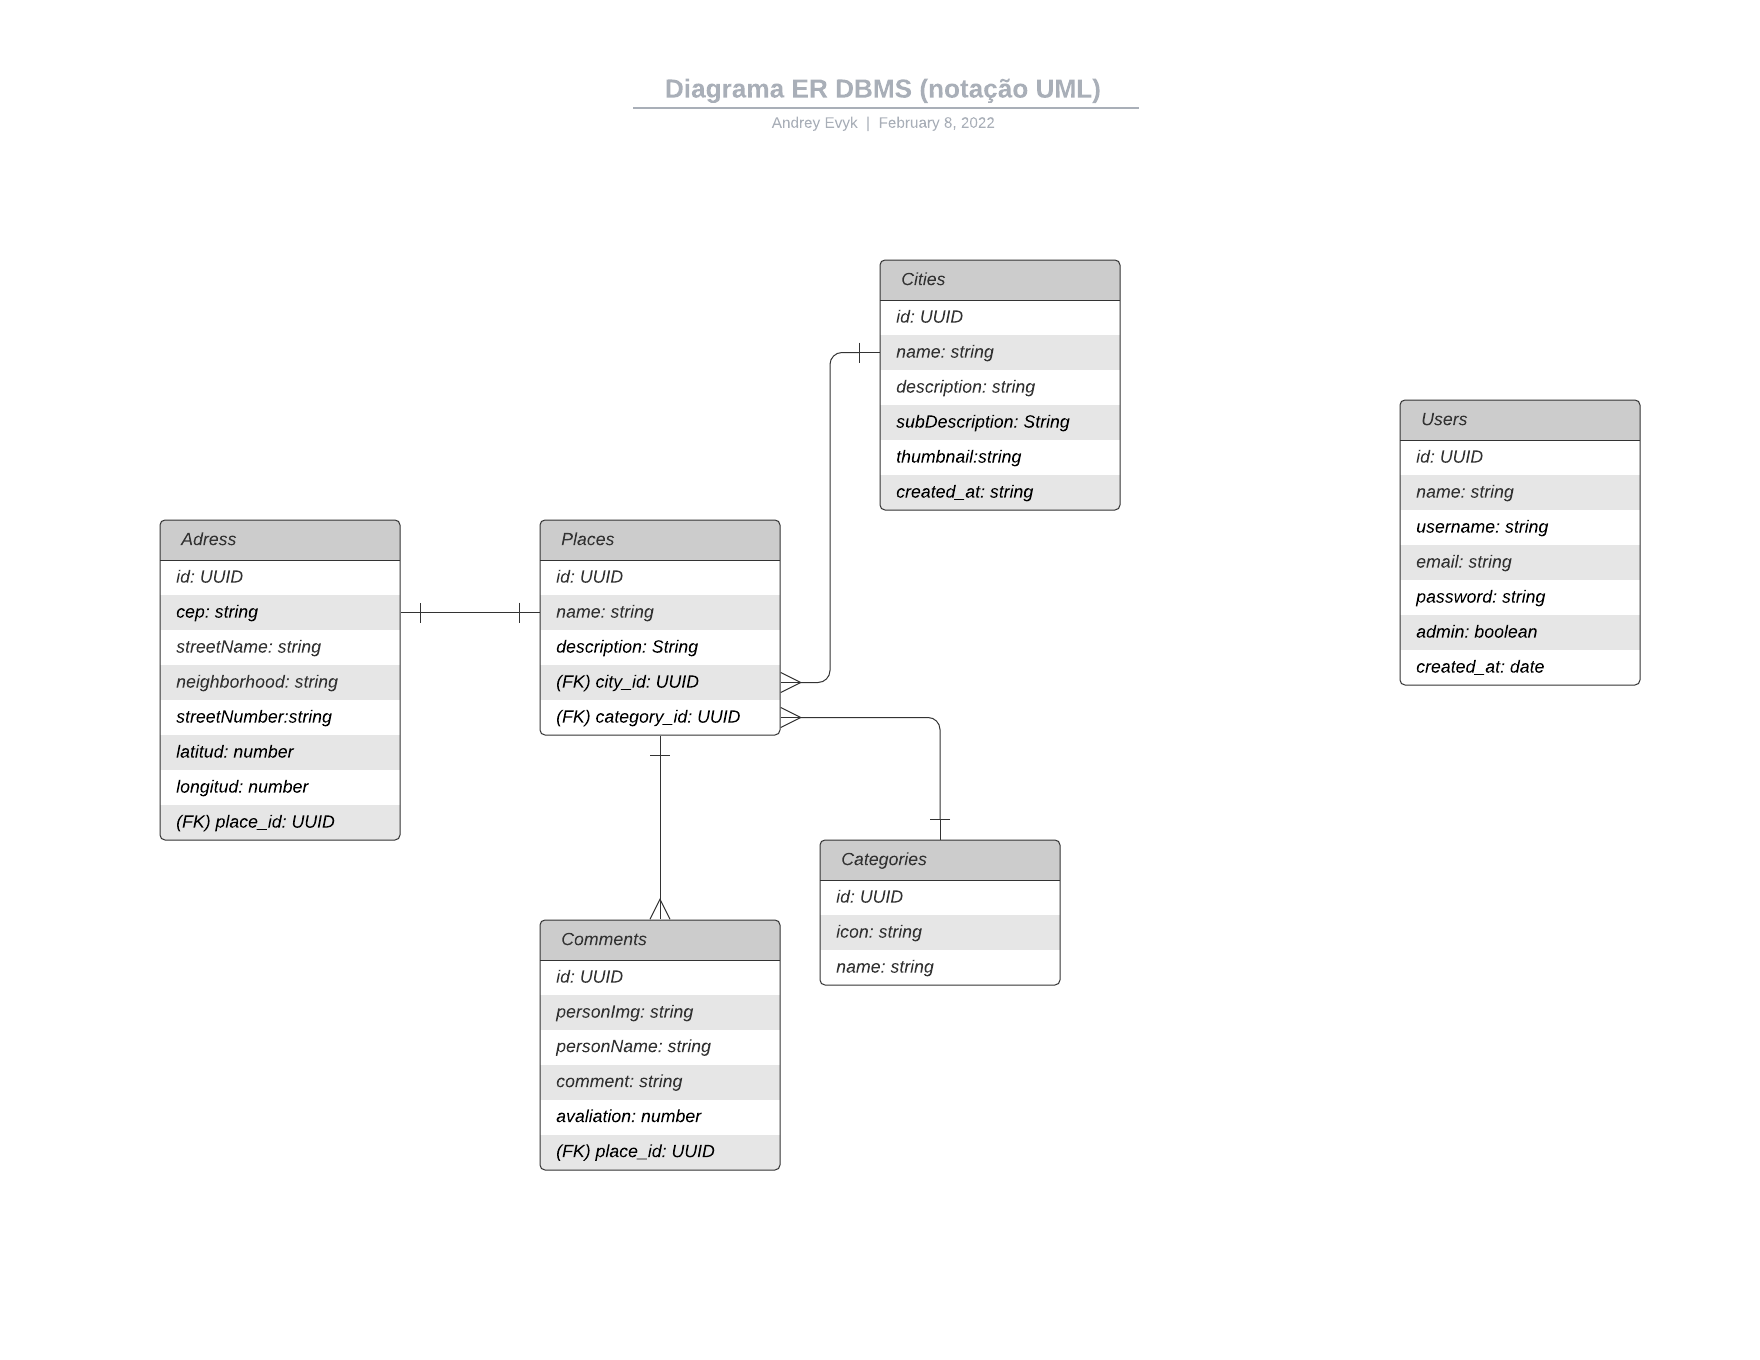 Diagrama ER DBMS (notação UML)
Andrey Evyk | February 8, 2022
Cities
id: UUID
name: string
description: string
subDescription: String
thumbnail:string
created_at: string
Users
id: UUID
name: string
username: string
email: string
password: string
admin: boolean
created_at: date
Adress
id: UUID
cep: string
streetName: string
neighborhood: string
streetNumber:string
latitud: number
longitud: number
(FK) place_id: UUID
Places
id: UUID
name: string
description: String
(FK) city_id: UUID
(FK) category_id: UUID
Categories
id: UUID
icon: string
name: string
Comments
id: UUID
personImg: string
personName: string
comment: string
avaliation: number
(FK) place_id: UUID